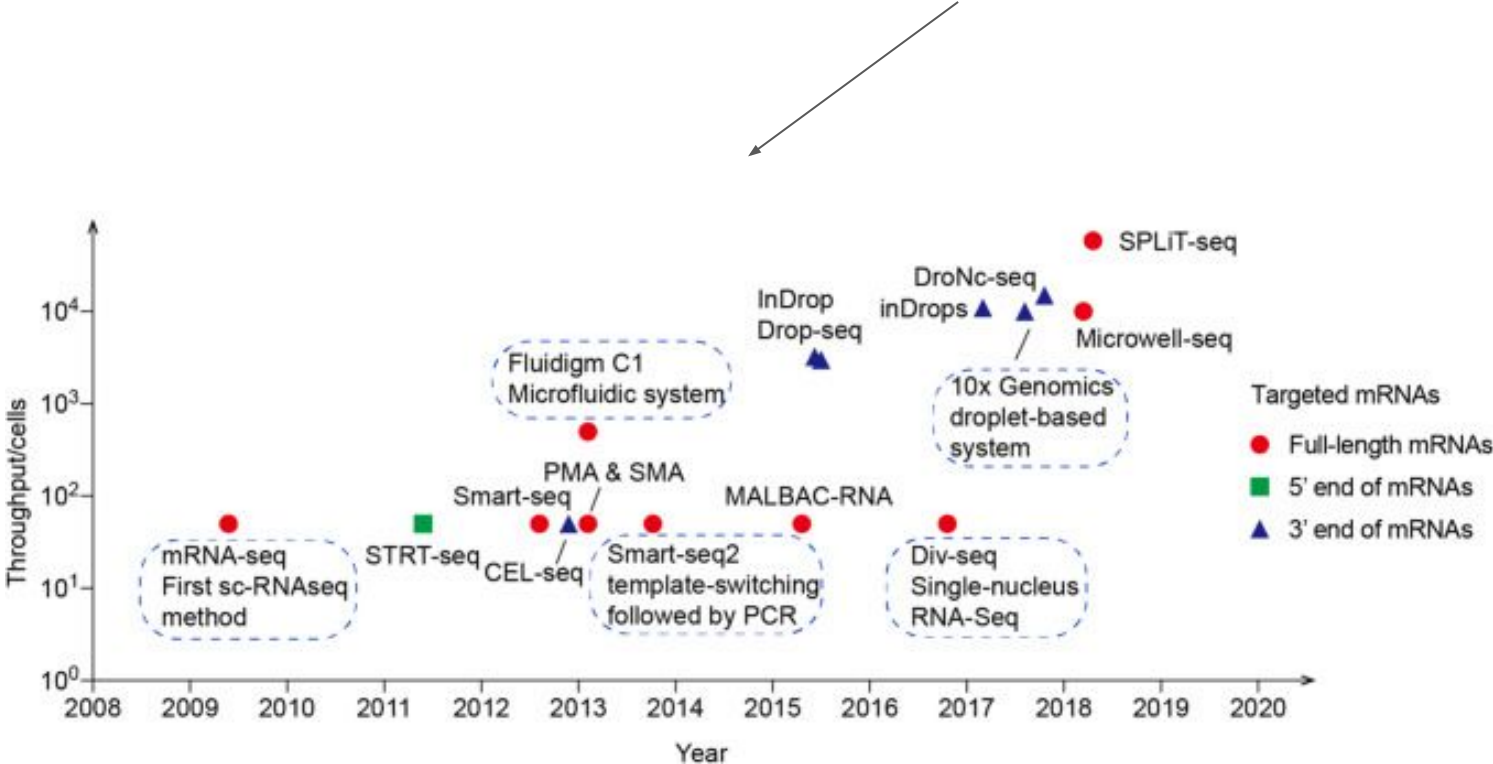 SPLiT-seq
DroNc-seq
InDrop
Drop-seq
inDrops
10⁴
Microwell-seq
Fluidigm C1
Microfluidic system
10x Genomics
droplet-based
system
10³
Targeted mRNAs
Full-length mRNAs
5' end of mRNAs
3' end of mRNAs
PMA & SMA
Smart-seq
MALBAC-RNA
10²
Throughput/cells
mRNA-seq
First sc-RNAseq
method
STRT-seq
CEL-seq
Smart-seq2
template-switching
followed by PCR
Div-seq
Single-nucleus
RNA-Seq
10¹
10⁰
2008 2009 2010 2011 2012 2013 2014 2015 2016 2017 2018 2019 2020
Year